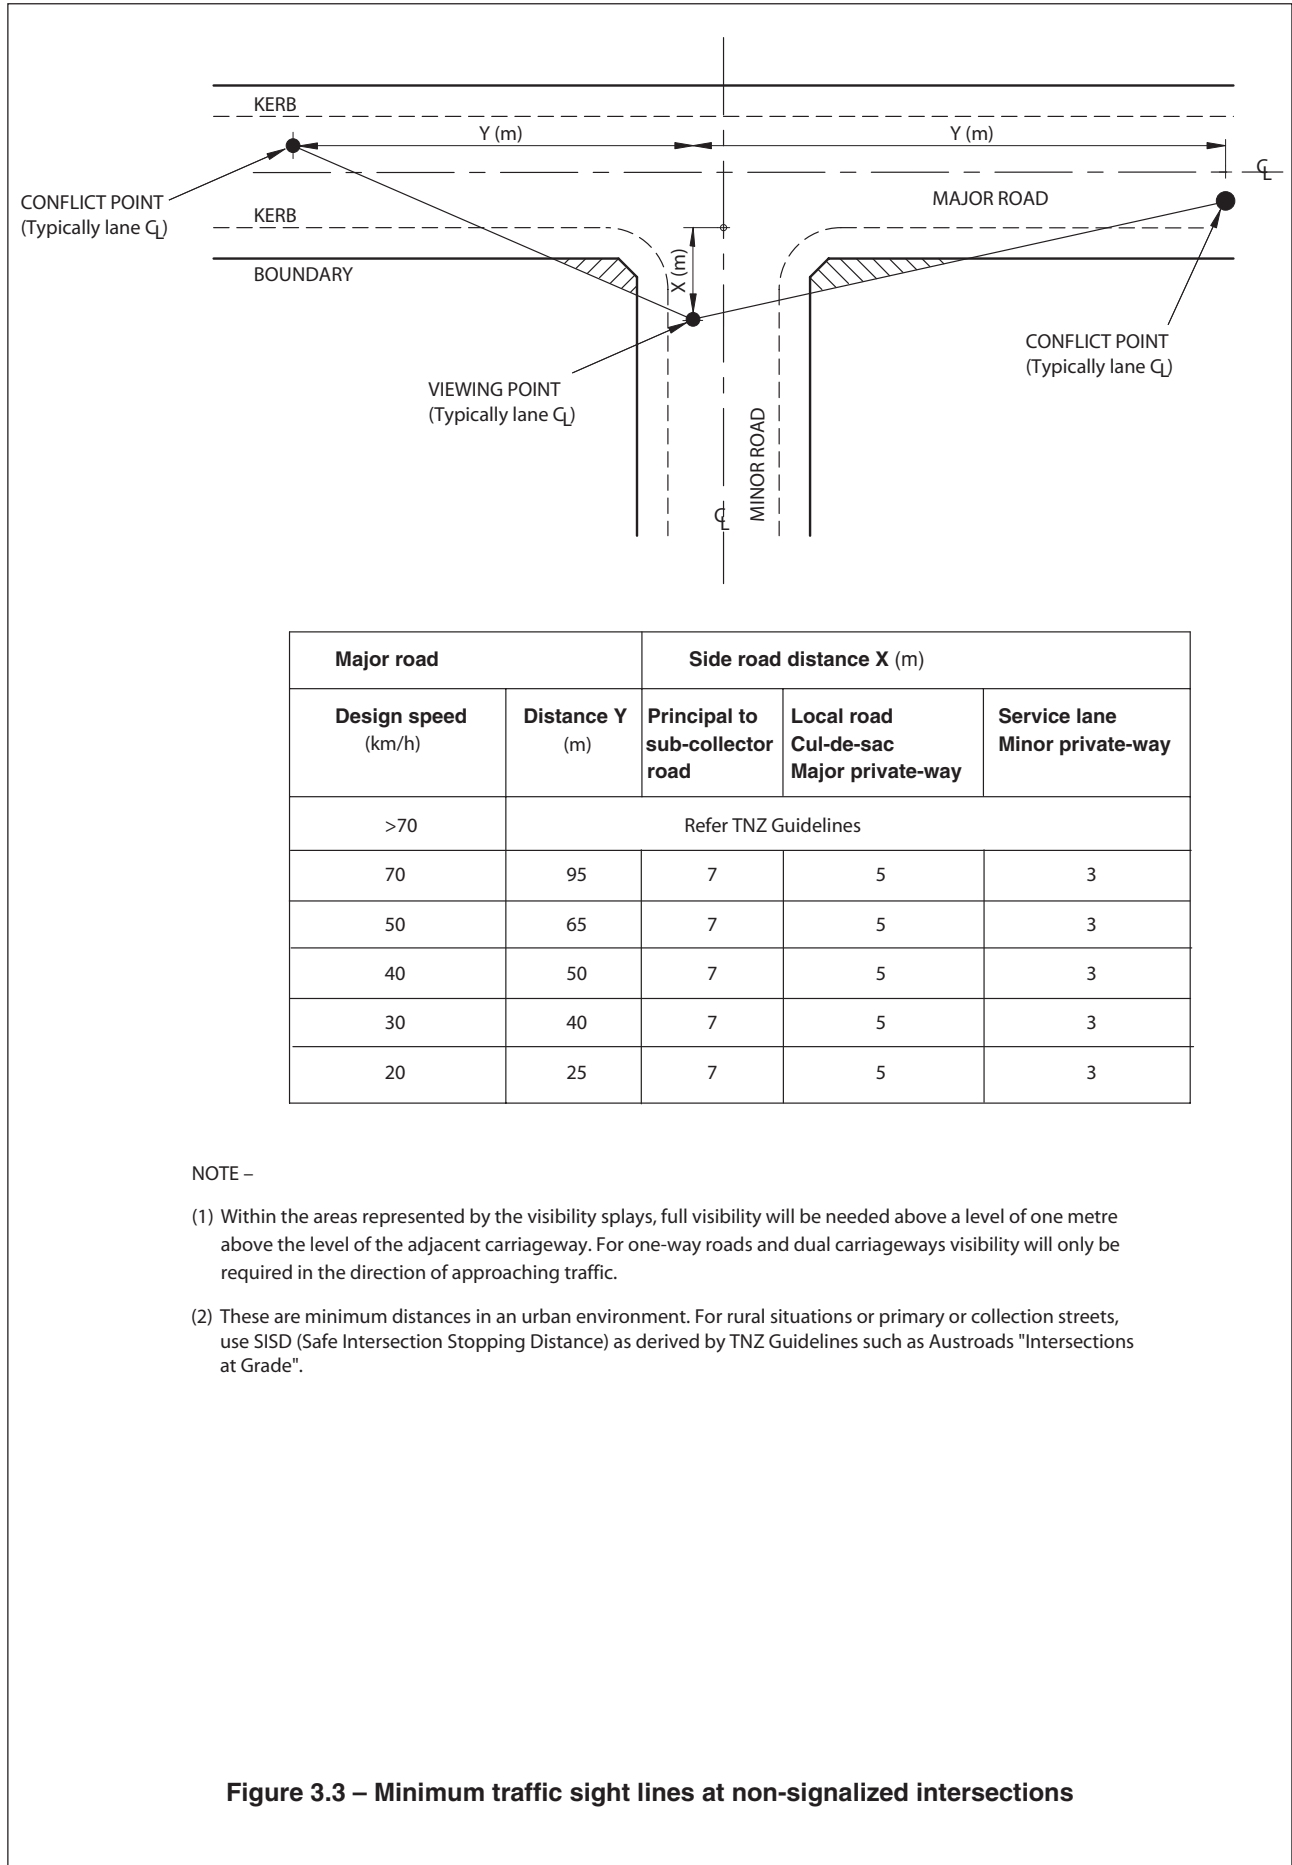 KERB
Y (m)
Y (m)
℄
CONFLICT POINT
(Typically lane ℄)
KERB
MAJOR ROAD
BOUNDARY
X (m)
CONFLICT POINT
(Typically lane ℄)
VIEWING POINT
(Typically lane ℄)
MINOR ROAD
℄
Major road
Side road distance X (m)
Design speed
(km/h)
Distance Y
(m)
Principal to
sub-collector
road
Local road
Cul-de-sac
Major private-way
Service lane
Minor private-way
>70 Refer TNZ Guidelines
70 95 7 5 3
50 65 7 5 3
40 50 7 5 3
30 40 7 5 3
20 25 7 5 3
NOTE –
(1) Within the areas represented by the visibility splays, full visibility will be needed above a level of one metre
above the level of the adjacent carriageway. For one-way roads and dual carriageways visibility will only be
required in the direction of approaching traffic.
(2) These are minimum distances in an urban environment. For rural situations or primary or collection streets,
use SISD (Safe Intersection Stopping Distance) as derived by TNZ Guidelines such as Austroads "Intersections
at Grade".
Figure 3.3 – Minimum traffic sight lines at non-signalized intersections